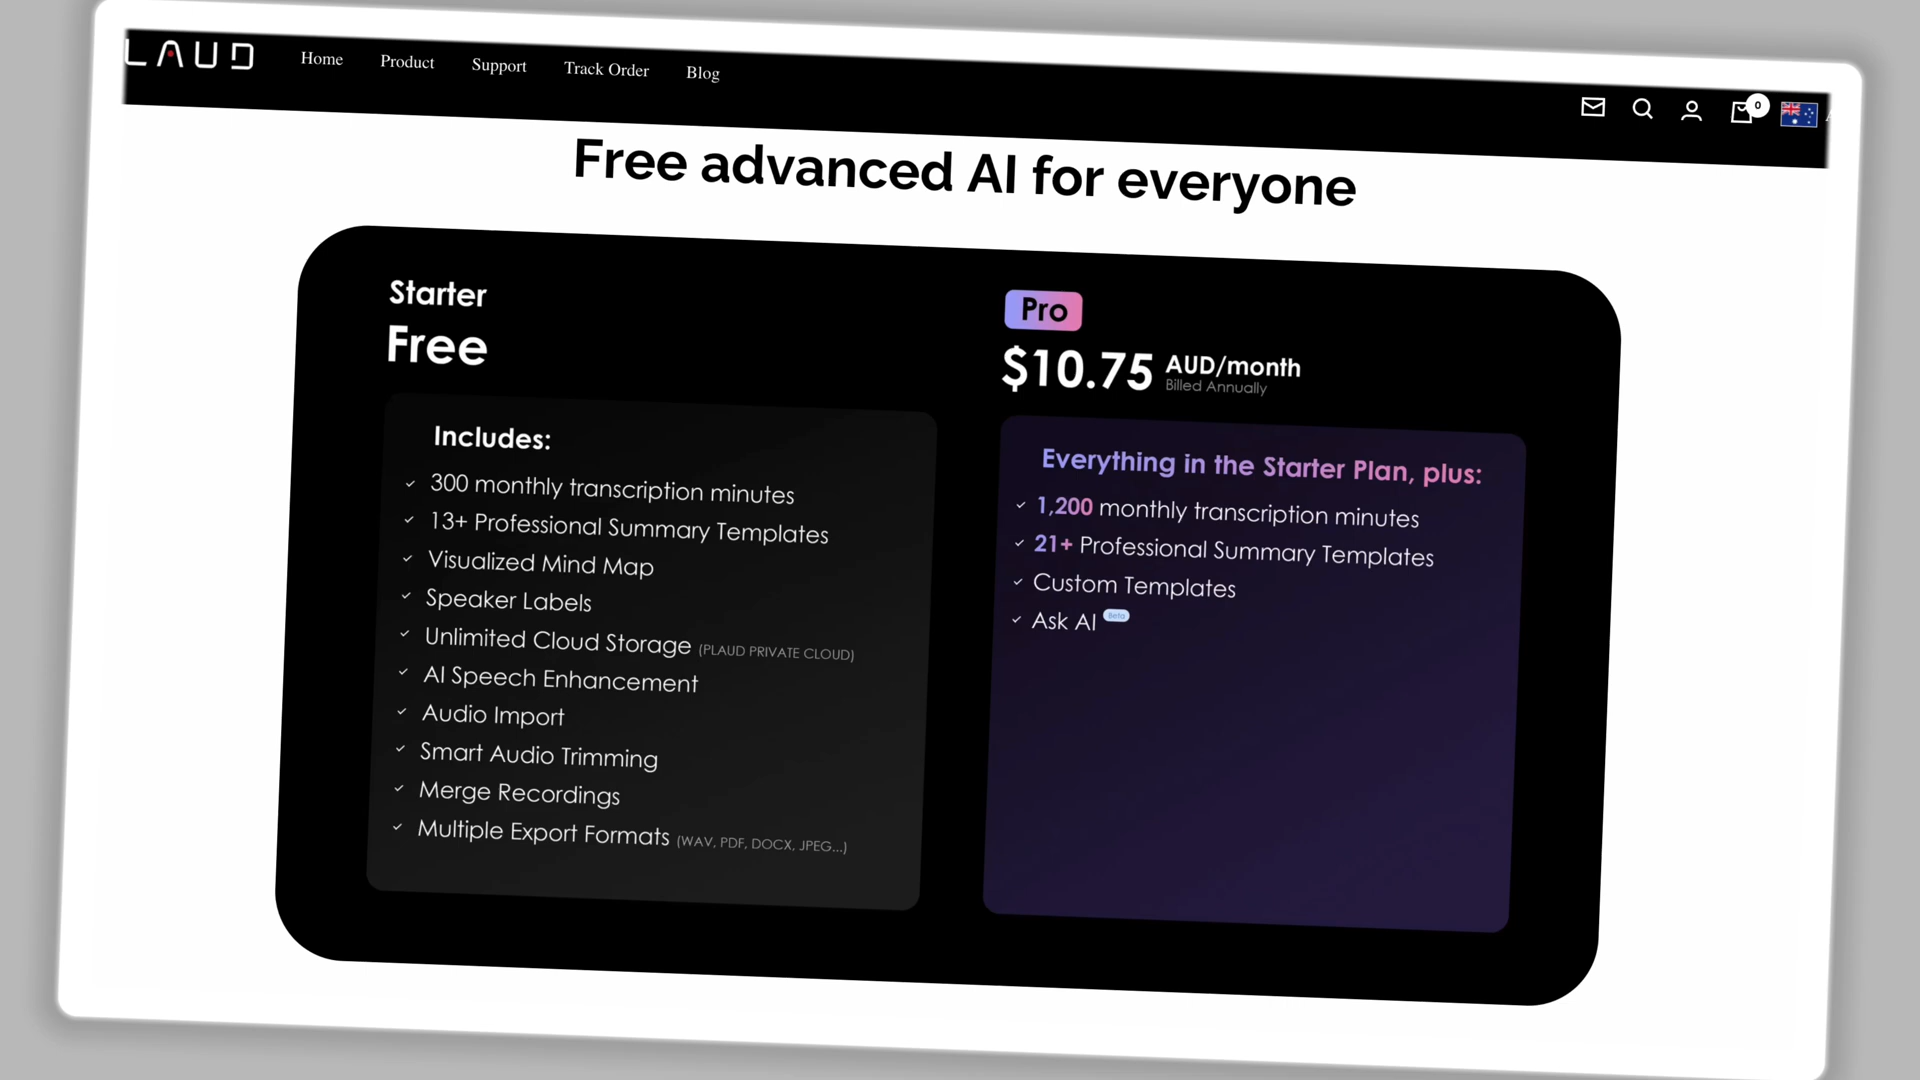 LAUD
Home Product Support Track Order Blog
0
Free advanced AI for everyone
Starter
Free
Includes:
300 monthly transcription minutes
13+ Professional Summary Templates
Visualized Mind Map
Speaker Labels
Unlimited Cloud Storage (PLAUD PRIVATE CLOUD)
AI Speech Enhancement
Audio Import
Smart Audio Trimming
Merge Recordings
Multiple Export Formats (WAV, PDF, DOCX, JPEG...)
Pro
$10.75 AUD/month
Billed Annually
Everything in the Starter Plan, plus:
1,200 monthly transcription minutes
21+ Professional Summary Templates
Custom Templates
Ask AI Beta